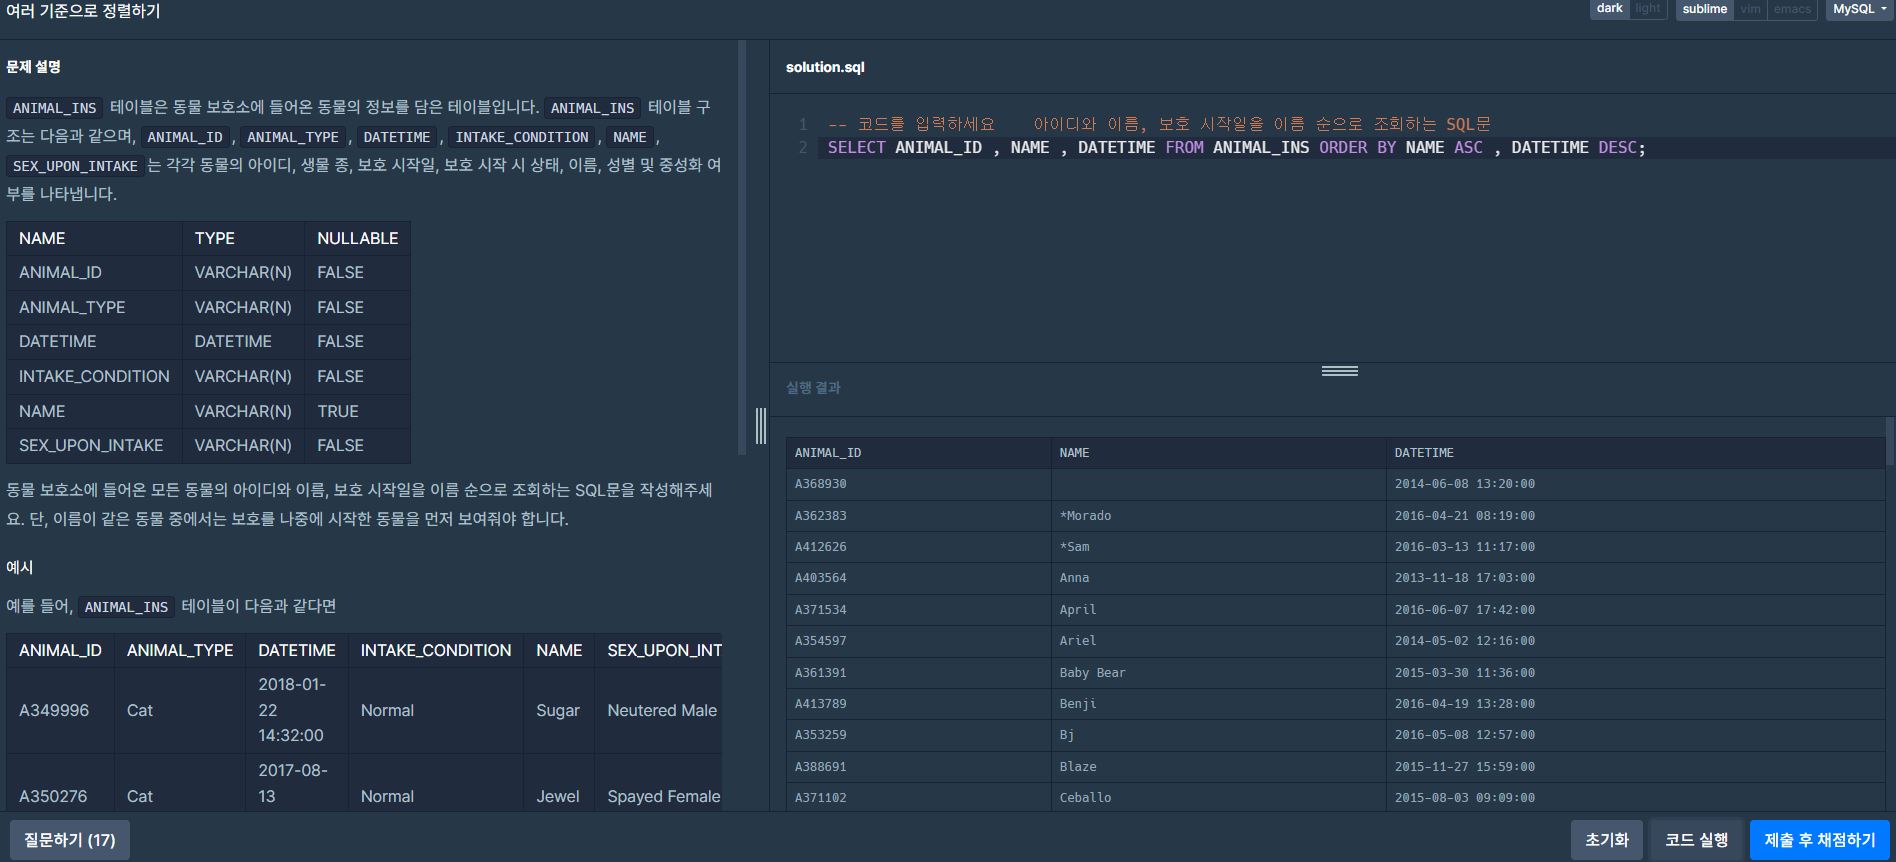 여러 기준으로 정렬하기
dark light sublime vim emacs MySQL
문제 설명
ANIMAL_INS 테이블은 동물 보호소에 들어온 동물의 정보를 담은 테이블입니다. ANIMAL_INS 테이블 구
조는 다음과 같으며, ANIMAL_ID, ANIMAL_TYPE, DATETIME, INTAKE_CONDITION, NAME,
SEX_UPON_INTAKE는 각각 동물의 아이디, 생물 종, 보호 시작일, 보호 시작 시 상태, 이름, 성별 및 중성화 여
부를 나타냅니다.
NAME TYPE NULLABLE
ANIMAL_ID VARCHAR(N) FALSE
ANIMAL_TYPE VARCHAR(N) FALSE
DATETIME DATETIME FALSE
INTAKE_CONDITION VARCHAR(N) FALSE
NAME VARCHAR(N) TRUE
SEX_UPON_INTAKE VARCHAR(N) FALSE
동물 보호소에 들어온 모든 동물의 아이디와 이름, 보호 시작일을 이름 순으로 조회하는 SQL문을 작성해주세
요. 단, 이름이 같은 동물 중에서는 보호를 나중에 시작한 동물을 먼저 보여줘야 합니다.
예시
예를 들어, ANIMAL_INS 테이블이 다음과 같다면
ANIMAL_ID ANIMAL_TYPE DATETIME INTAKE_CONDITION NAME SEX_UPON_INT
A349996 Cat 2018-01-22 14:32:00 Normal Sugar Neutered Male
A350276 Cat 2017-08-13 Normal Jewel Spayed Female
질문하기 (17)
solution.sql
1 -- 코드를 입력하세요 아이디와 이름, 보호 시작일을 이름 순으로 조회하는 SQL문
2 SELECT ANIMAL_ID , NAME , DATETIME FROM ANIMAL_INS ORDER BY NAME ASC , DATETIME DESC;
실행 결과
ANIMAL_ID NAME DATETIME
A368930 2014-06-08 13:20:00
A362383 *Morado 2016-04-21 08:19:00
A412626 *Sam 2016-03-13 11:17:00
A403564 Anna 2013-11-18 17:03:00
A371534 April 2016-06-07 17:42:00
A354597 Ariel 2014-05-02 12:16:00
A361391 Baby Bear 2015-03-30 11:36:00
A413789 Benji 2016-04-19 13:28:00
A353259 Bj 2016-05-08 12:57:00
A388691 Blaze 2015-11-27 15:59:00
A371102 Ceballo 2015-08-03 09:09:00
초기화 코드 실행 제출 후 채점하기